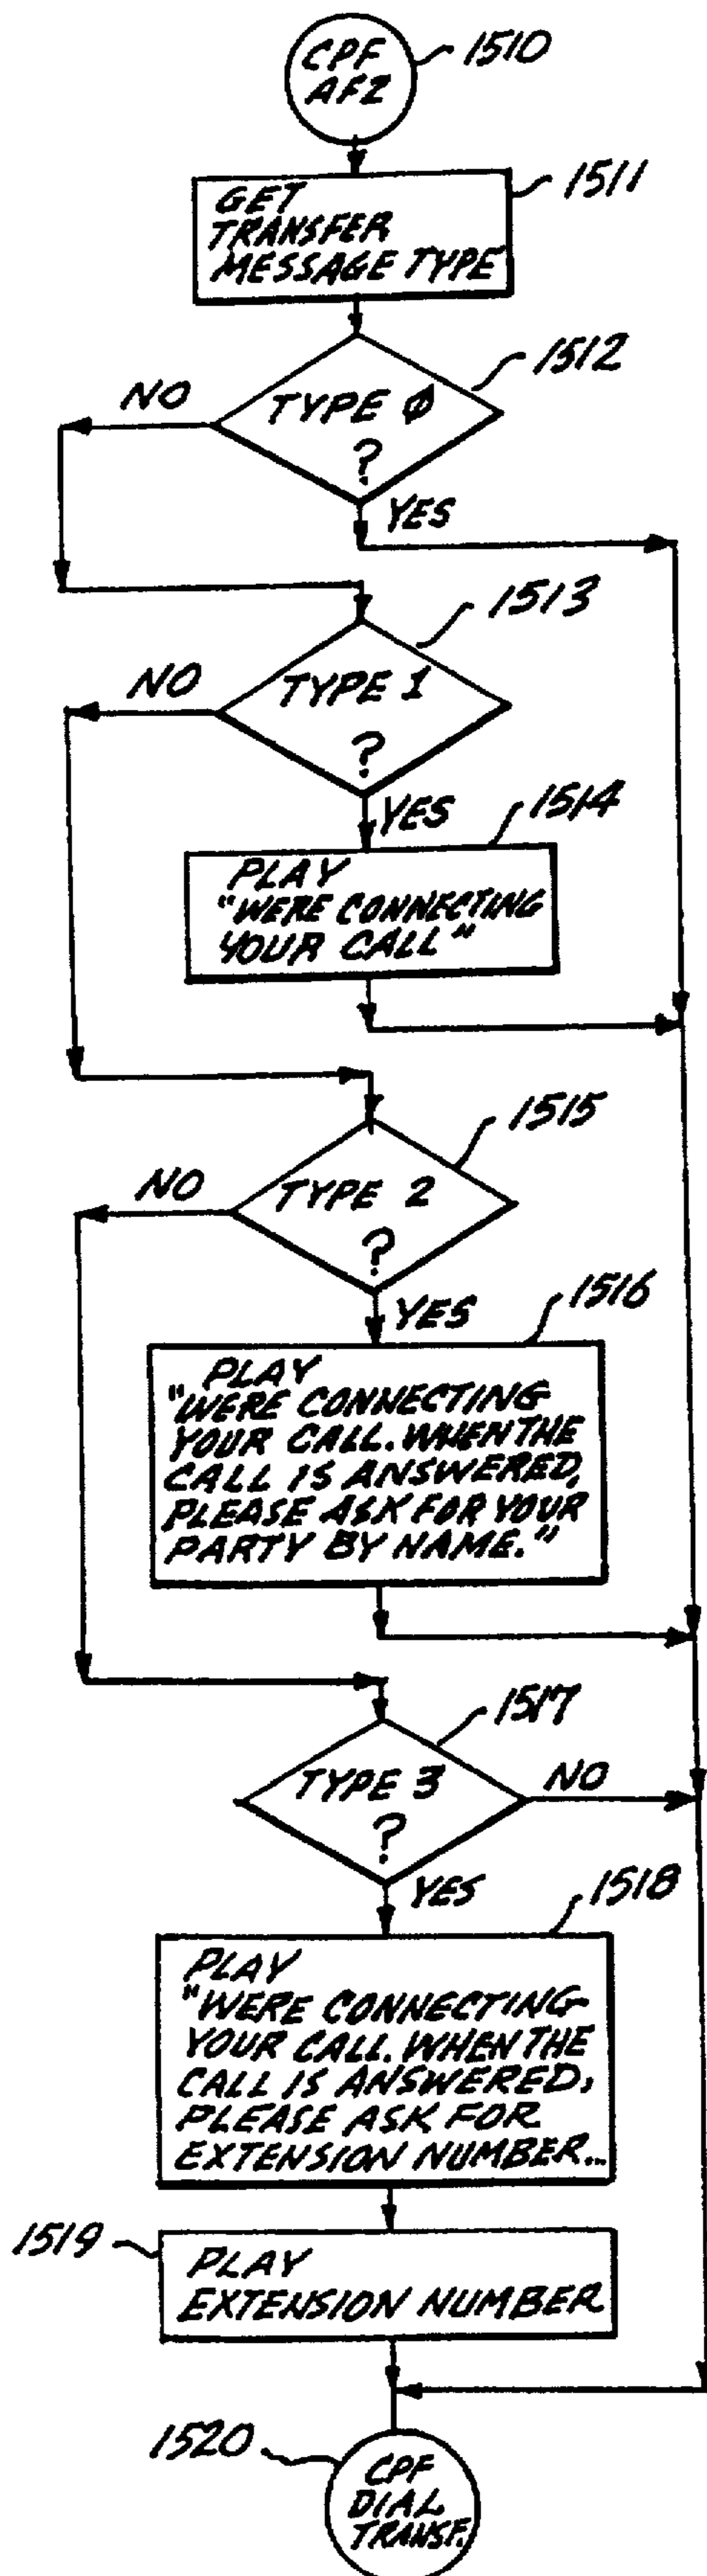 CPF
AF2
1510
GET
TRANSFER
MESSAGE TYPE
1511
TYPE Ø
?
1512
NO
YES
TYPE 1
?
1513
NO
YES
PLAY
"WERE CONNECTING
YOUR CALL"
1514
TYPE 2
?
1515
NO
YES
PLAY
"WERE CONNECTING
YOUR CALL. WHEN THE
CALL IS ANSWERED,
PLEASE ASK FOR YOUR
PARTY BY NAME."
1516
TYPE 3
?
1517
NO
YES
PLAY
"WERE CONNECTING
YOUR CALL. WHEN THE
CALL IS ANSWERED,
PLEASE ASK FOR
EXTENSION NUMBER...
1518
1519
PLAY
EXTENSION NUMBER
1520
CPF
DIAL
TRANSF.